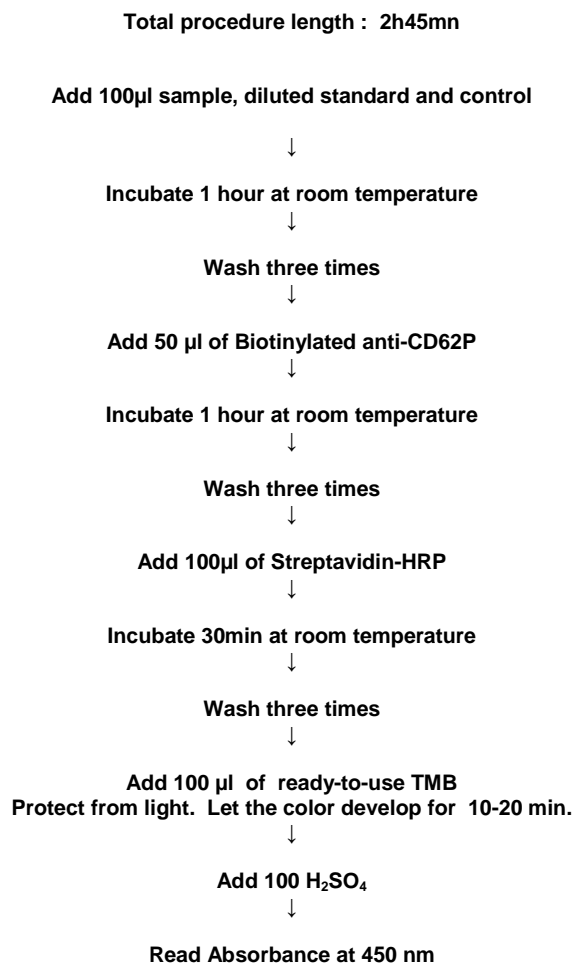 Total procedure length : 2h45mn
Add 100µl sample, diluted standard and control
↓
Incubate 1 hour at room temperature
↓
Wash three times
↓
Add 50 µl of Biotinylated anti-CD62P
↓
Incubate 1 hour at room temperature
↓
Wash three times
↓
Add 100µl of Streptavidin-HRP
↓
Incubate 30min at room temperature
↓
Wash three times
↓
Add 100 µl of ready-to-use TMB
Protect from light. Let the color develop for 10-20 min.
↓
Add 100 H₂SO₄
↓
Read Absorbance at 450 nm